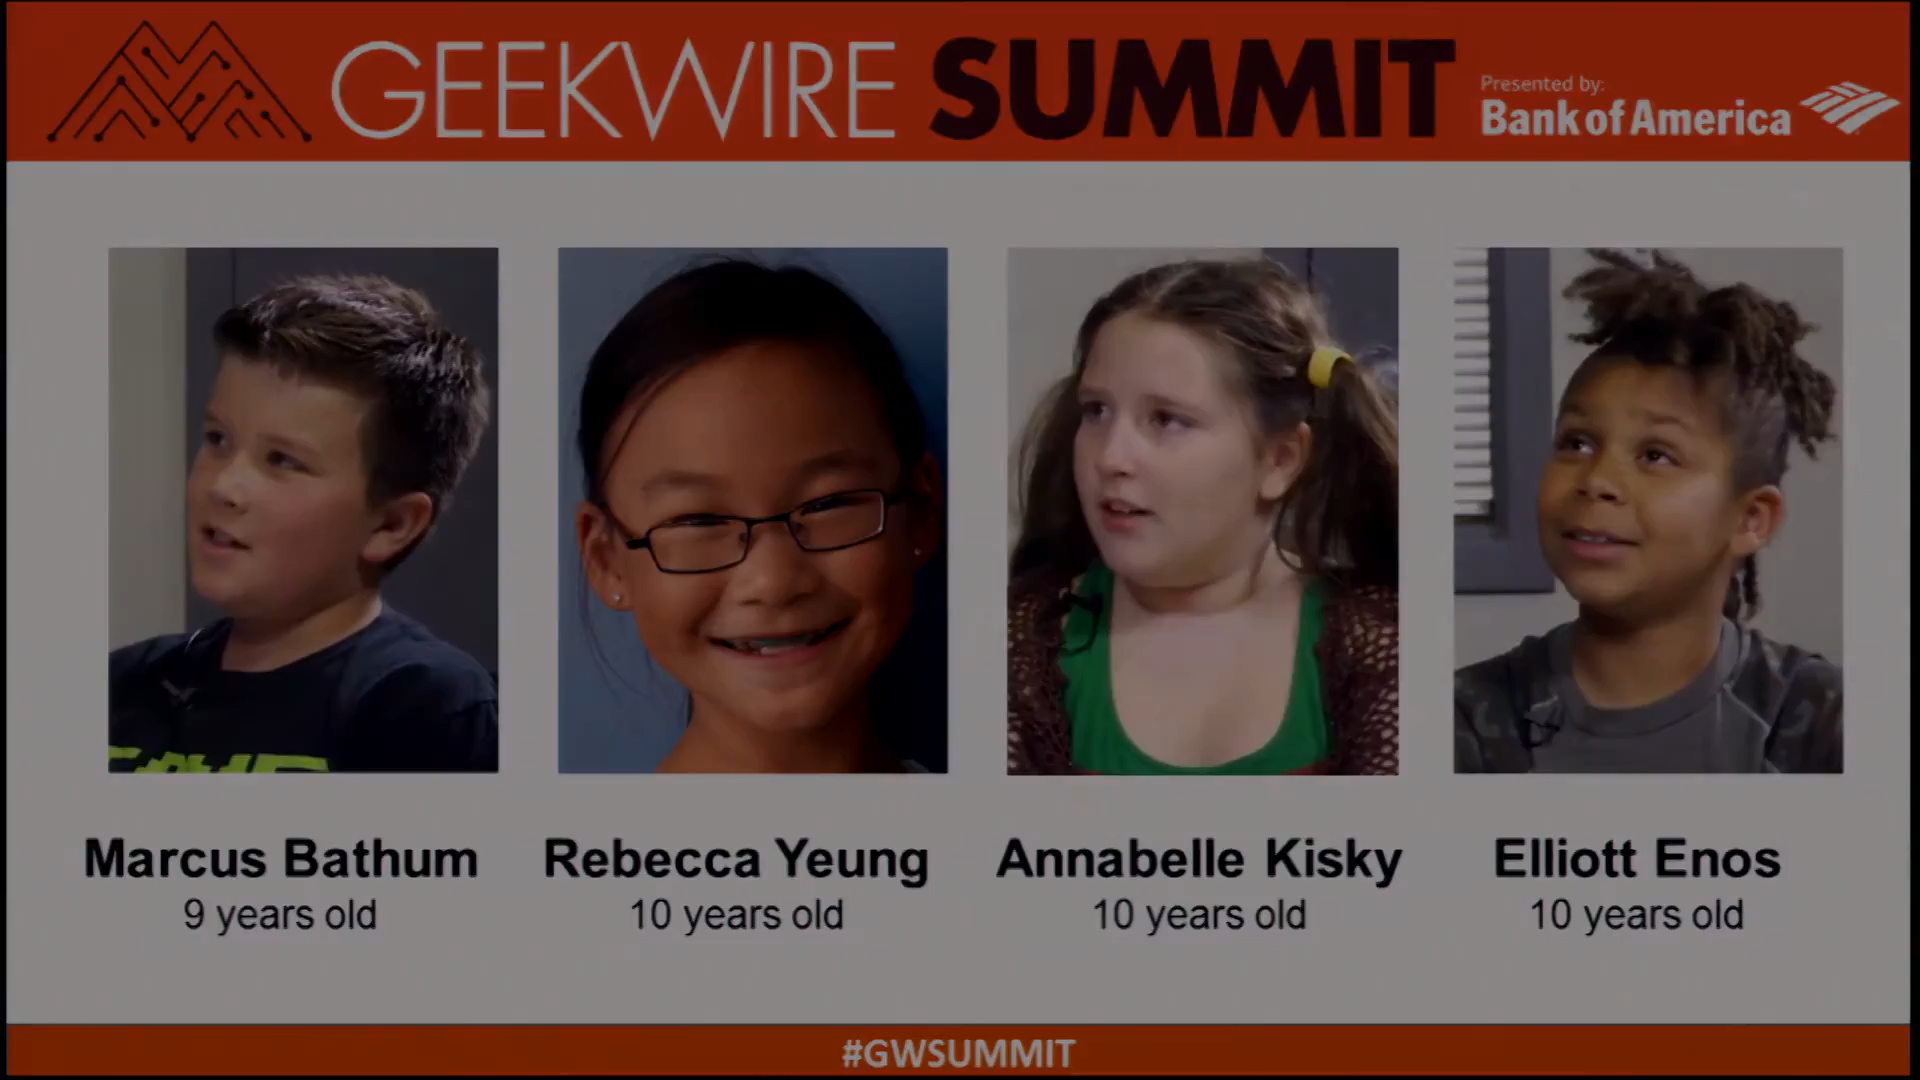 GEEKWIRE SUMMIT
Presented by:
Bank of America
Marcus Bathum
9 years old
Rebecca Yeung
10 years old
Annabelle Kisky
10 years old
Elliott Enos
10 years old
#GWSUMMIT